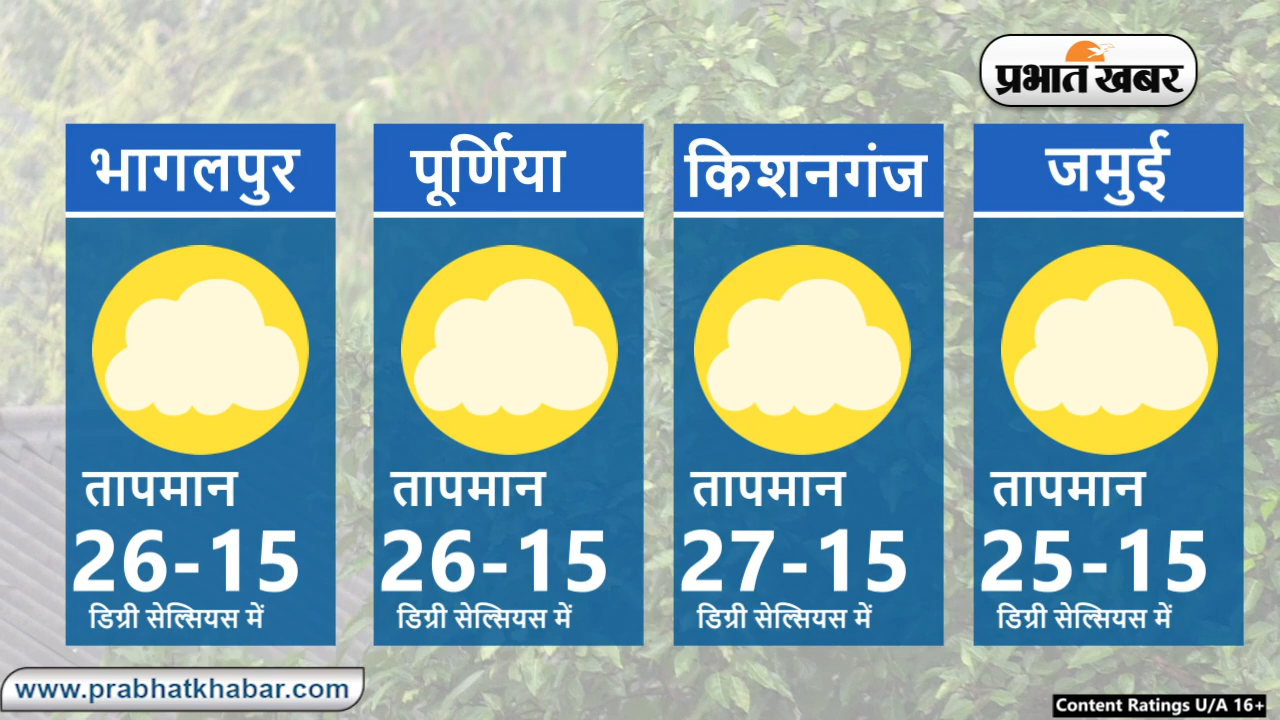 प्रभात खबर
भागलपुर
तापमान
26-15
डिग्री सेल्सियस में
पूर्णिया
तापमान
26-15
डिग्री सेल्सियस में
किशनगंज
तापमान
27-15
डिग्री सेल्सियस में
जमुई
तापमान
25-15
डिग्री सेल्सियस में
www.prabhatkhabar.com
Content Ratings U/A 16+